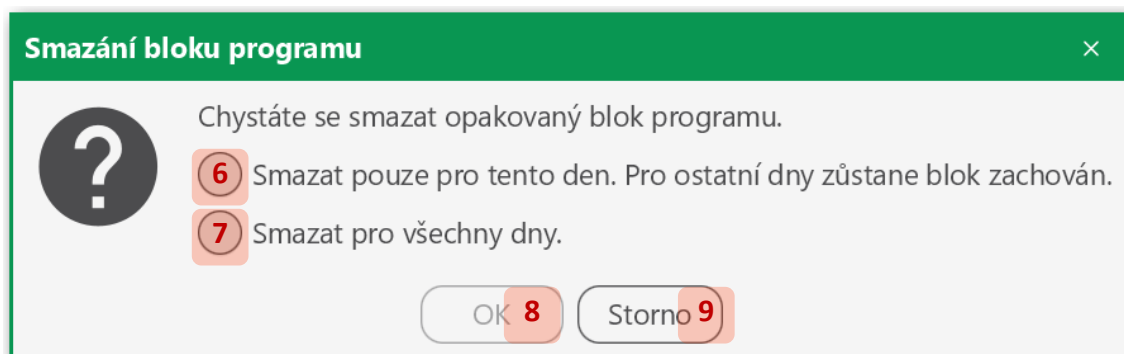 Smazání bloku programu ×
?
Chystáte se smazat opakovaný blok programu.
6 Smazat pouze pro tento den. Pro ostatní dny zůstane blok zachován.
7 Smazat pro všechny dny.
OK 8 Storno 9